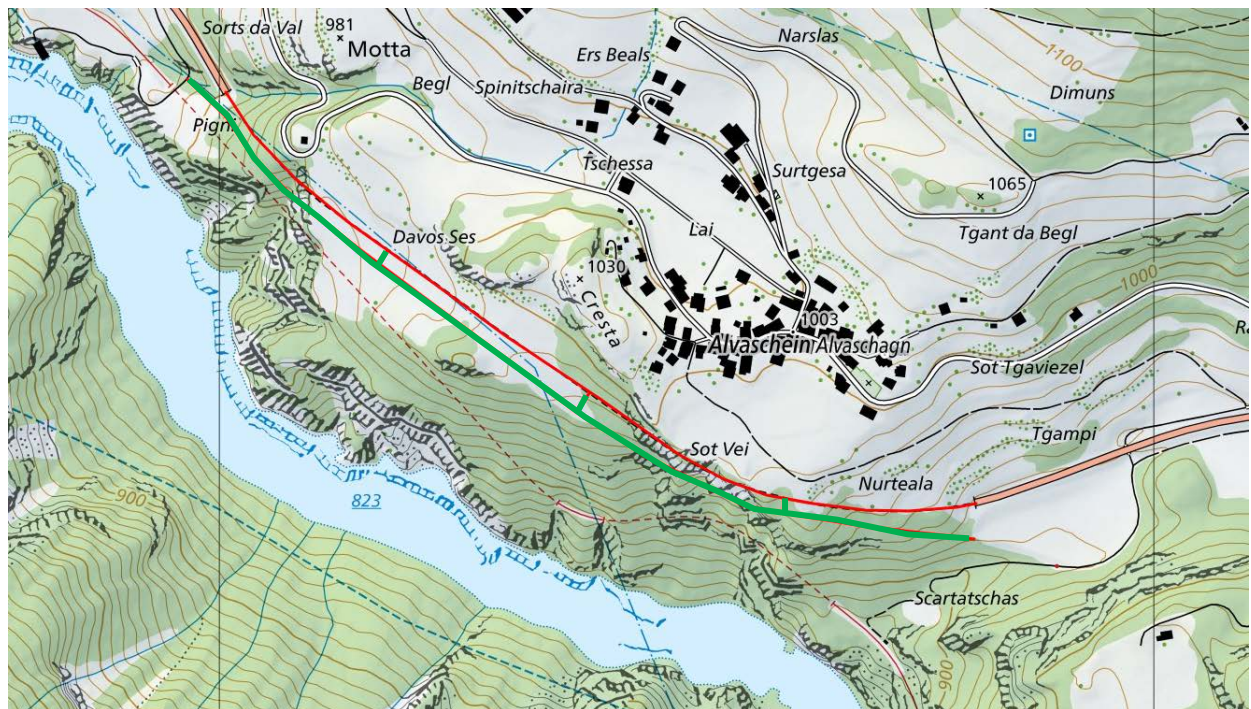 Sorts da Val
981
Motta
Ers Beals
Narslas
1100
Begl
Spinitschaira
Dimuns
Pigni
Tschessa
Surtgesa
1065
Davos Ses
Lai
Tgant da Begl
1030
Cresta
1000
1003
Alvaschein Alvaschagn
Sot Tgaviezel
Sot Vei
Tgampi
Nurteala
900
823
Scartatschas
900